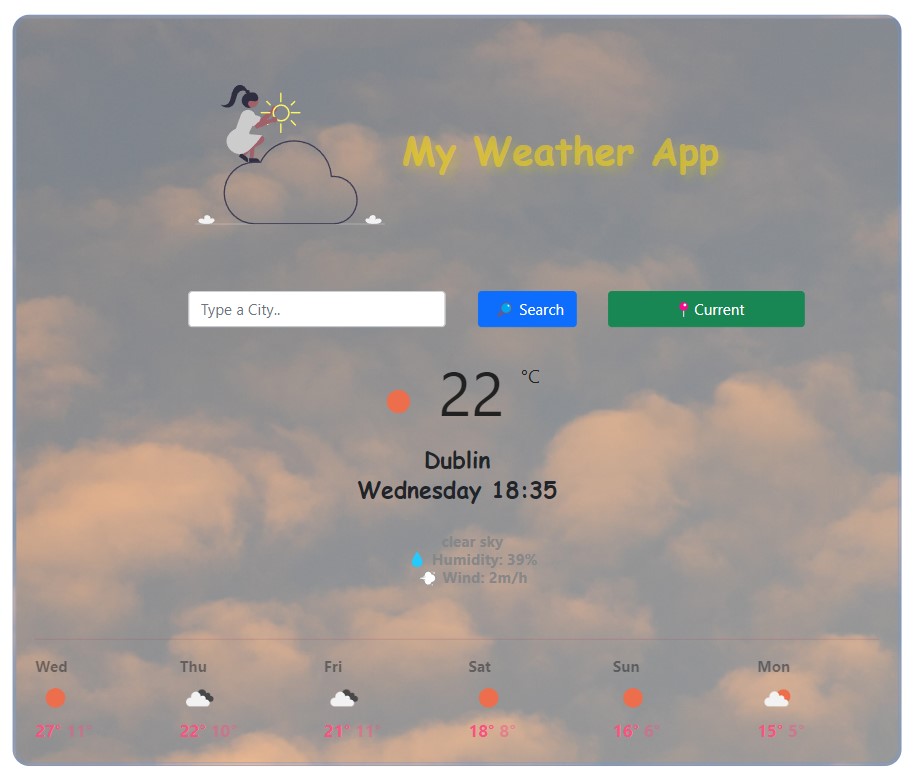 My Weather App
Type a City..
Search
Current
22 °C
Dublin
Wednesday 18:35
clear sky
Humidity: 39%
Wind: 2m/h
Wed Thu Fri Sat Sun Mon
27° 11° 22° 10° 21° 11° 18° 8° 16° 6° 15° 5°